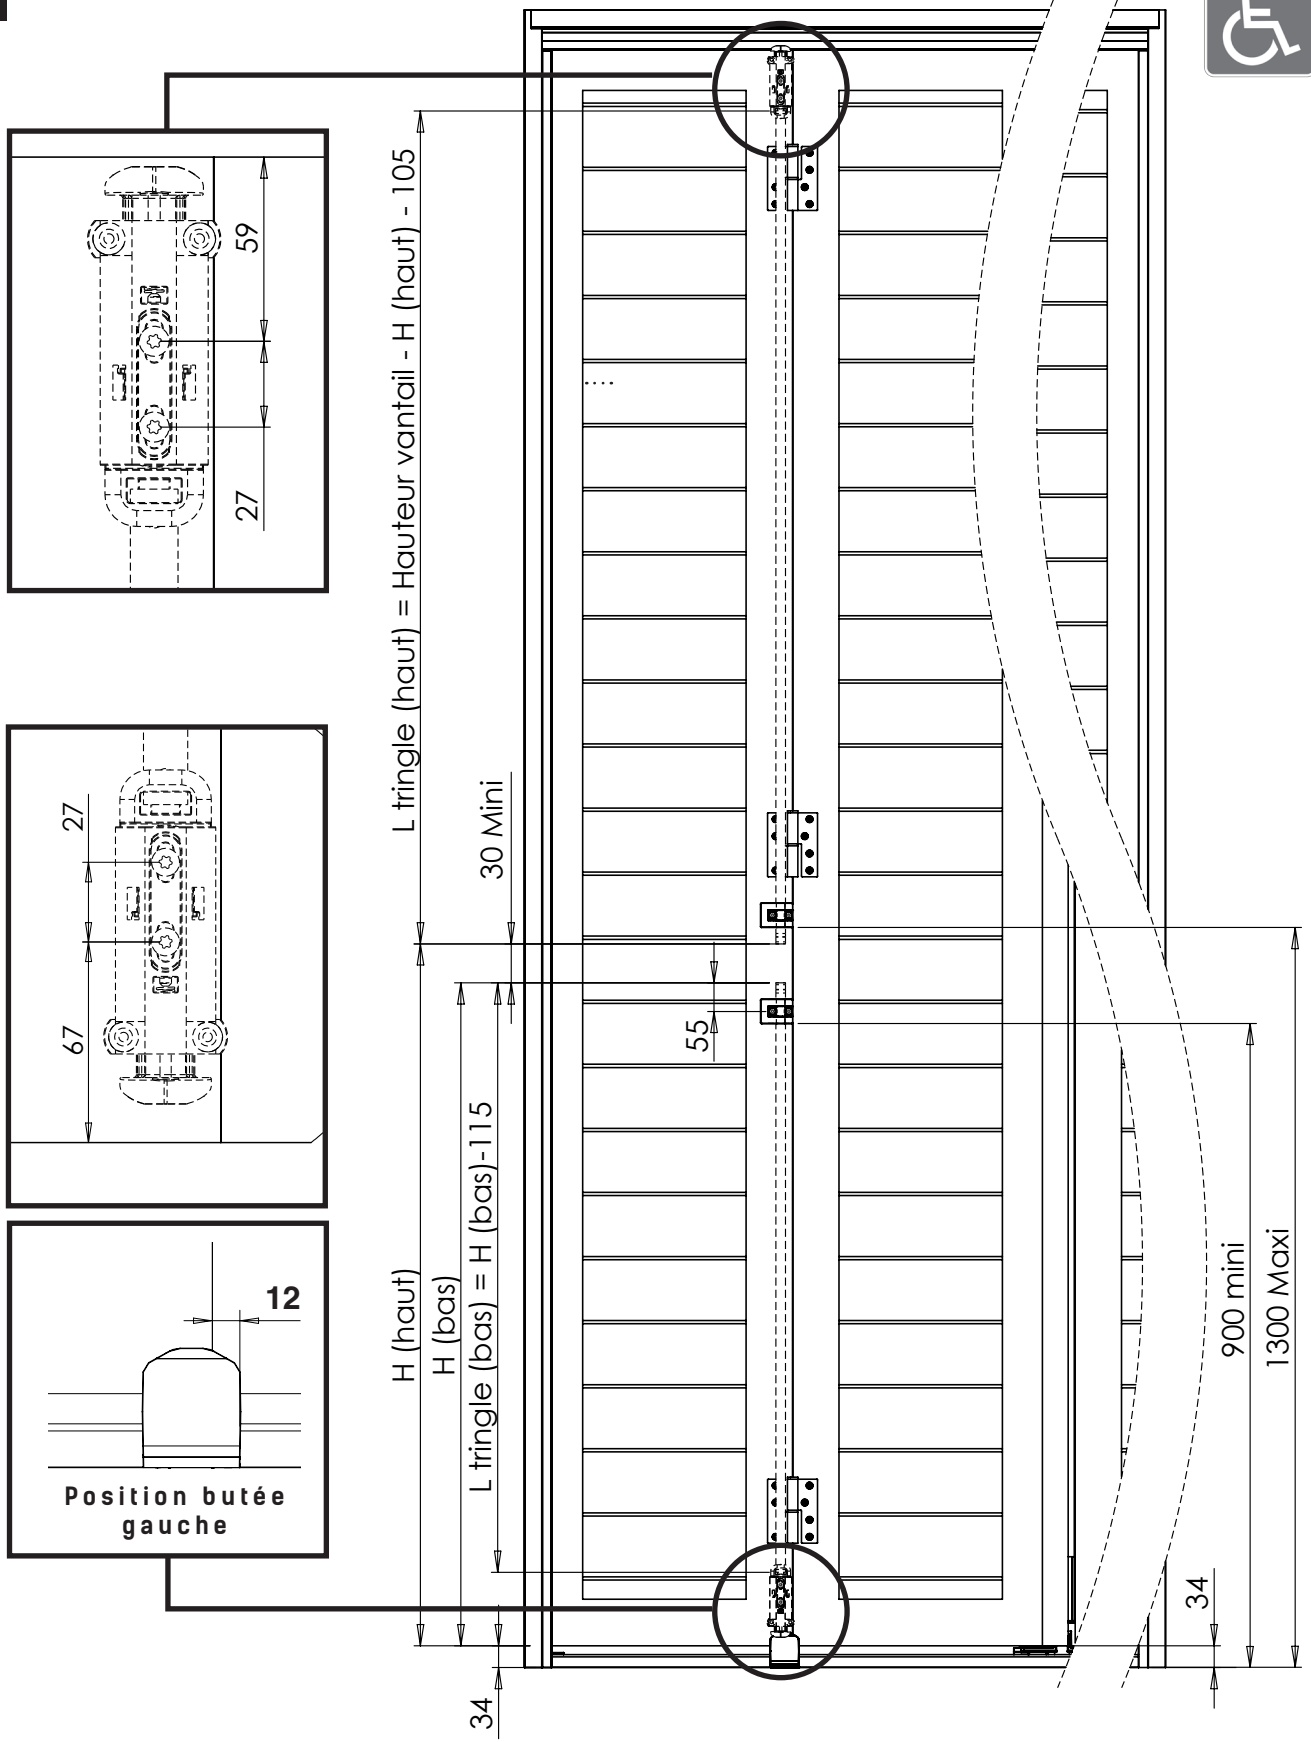 59
27
L tringle (haut) = Hauteur vantail - H (haut) - 105
27
67
30 Mini
55
H (haut)
H (bas)
L tringle (bas) = H (bas)-115
12
Position butée
gauche
900 mini
1300 Maxi
34
34